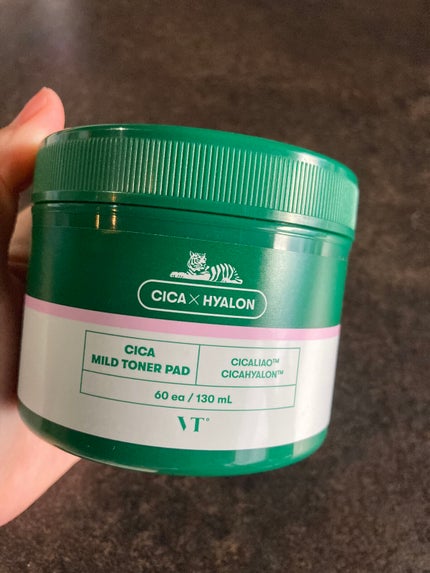 CICA × HYALON
CICA
MILD TONER PAD
CICALIAO™
CICAHYALON™
60 ea / 130 mL
VT°